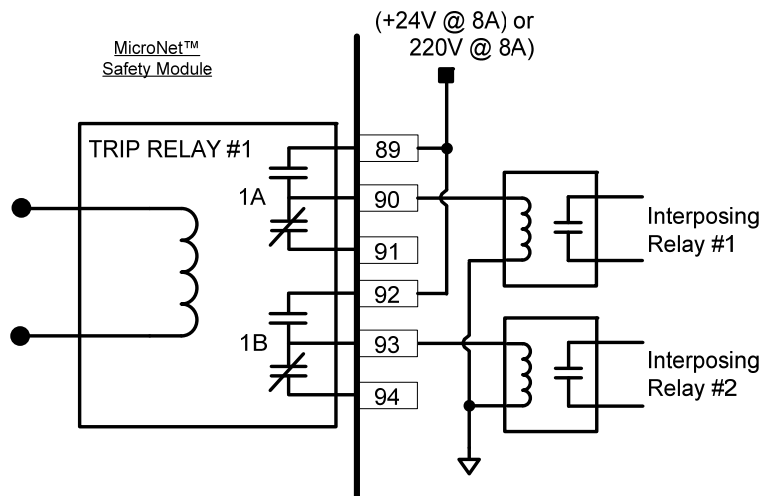 (+24V @ 8A) or
220V @ 8A)
MicroNet™
Safety Module
TRIP RELAY #1
1A
1B
89
90
91
92
93
94
Interposing
Relay #1
Interposing
Relay #2